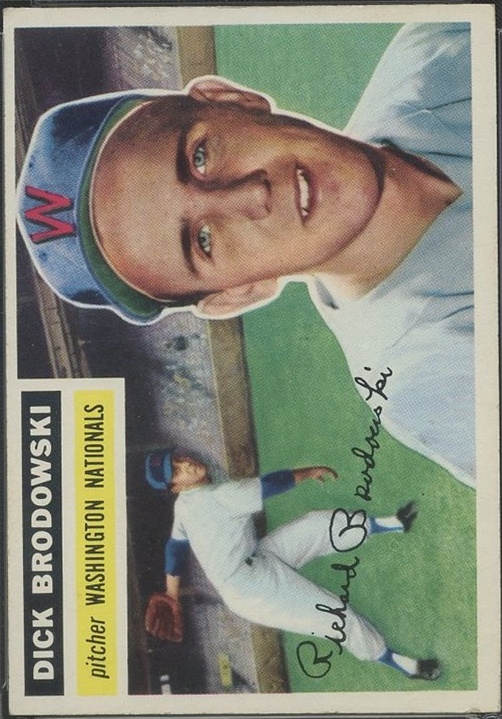 W
DICK BRODOWSKI
pitcher WASHINGTON NATIONALS
Richard Brodowski